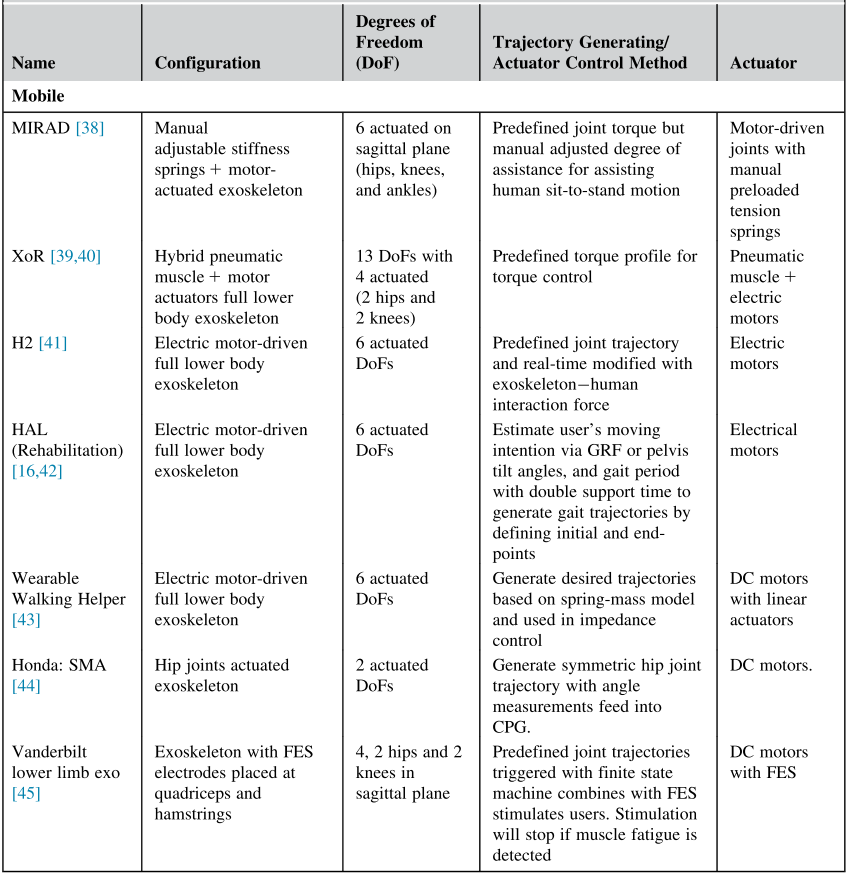 Name
Configuration
Degrees of
Freedom
(DoF)
Trajectory Generating/
Actuator Control Method
Actuator
Mobile
MIRAD [38]
Manual
adjustable stiffness
springs + motor-
actuated exoskeleton
6 actuated on
sagittal plane
(hips, knees,
and ankles)
Predefined joint torque but
manual adjusted degree of
assistance for assisting
human sit-to-stand motion
Motor-driven
joints with
manual
preloaded
tension
springs
XoR [39,40]
Hybrid pneumatic
muscle + motor
actuators full lower
body exoskeleton
13 DoFs with
4 actuated
(2 hips and
2 knees)
Predefined torque profile for
torque control
Pneumatic
muscle +
electric
motors
H2 [41]
Electric motor-driven
full lower body
exoskeleton
6 actuated
DoFs
Predefined joint trajectory
and real-time modified with
exoskeleton−human
interaction force
Electric
motors
HAL
(Rehabilitation)
[16,42]
Electric motor-driven
full lower body
exoskeleton
6 actuated
DoFs
Estimate user's moving
intention via GRF or pelvis
tilt angles, and gait period
with double support time to
generate gait trajectories by
defining initial and end-
points
Electrical
motors
Wearable
Walking Helper
[43]
Electric motor-driven
full lower body
exoskeleton
6 actuated
DoFs
Generate desired trajectories
based on spring-mass model
and used in impedance
control
DC motors
with linear
actuators
Honda: SMA
[44]
Hip joints actuated
exoskeleton
2 actuated
DoFs
Generate symmetric hip joint
trajectory with angle
measurements feed into
CPG.
DC motors.
Vanderbilt
lower limb exo
[45]
Exoskeleton with FES
electrodes placed at
quadriceps and
hamstrings
4, 2 hips and 2
knees in
sagittal plane
Predefined joint trajectories
triggered with finite state
machine combines with FES
stimulates users. Stimulation
will stop if muscle fatigue is
detected
DC motors
with FES